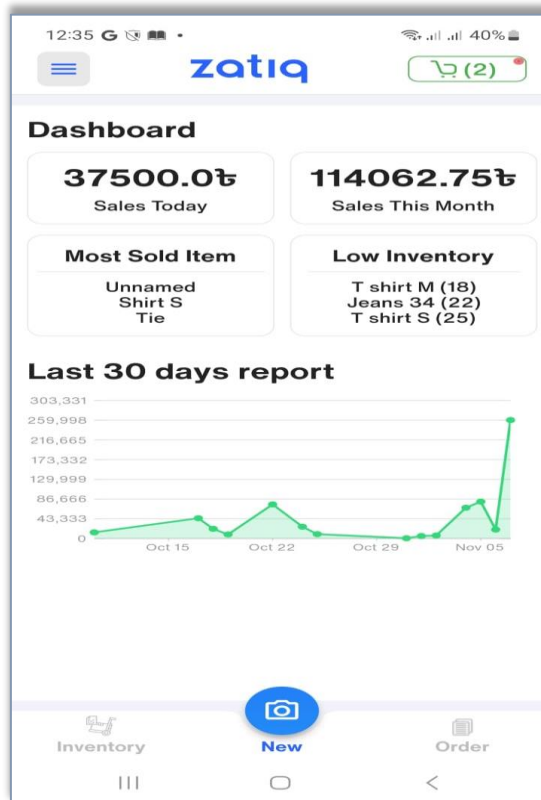 12:35 G
40%
zatıq
(2)
Dashboard
37500.0৳
Sales Today
114062.75৳
Sales This Month
Most Sold Item
Unnamed
Shirt S
Tie
Low Inventory
T shirt M (18)
Jeans 34 (22)
T shirt S (25)
Last 30 days report
303,331
259,998
216,665
173,332
129,999
86,666
43,333
0
Oct 15 Oct 22 Oct 29 Nov 05
Inventory
New
Order